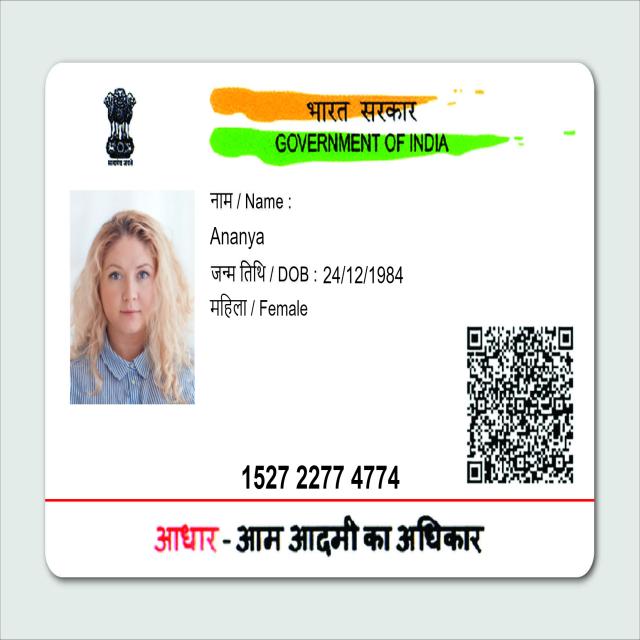 भारत सरकार
GOVERNMENT OF INDIA
सत्यमेव जयते
नाम / Name :
Ananya
जन्म तिथि / DOB : 24/12/1984
महिला / Female
1527 2277 4774
आधार - आम आदमी का अधिकार